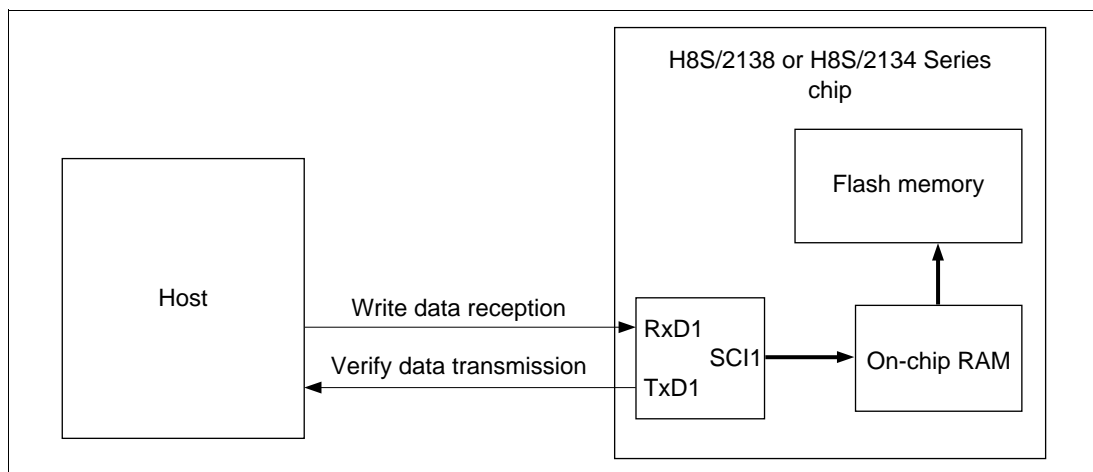 H8S/2138 or H8S/2134 Series
chip
Flash memory
Host
Write data reception
RxD1
SCI1
On-chip RAM
Verify data transmission
TxD1